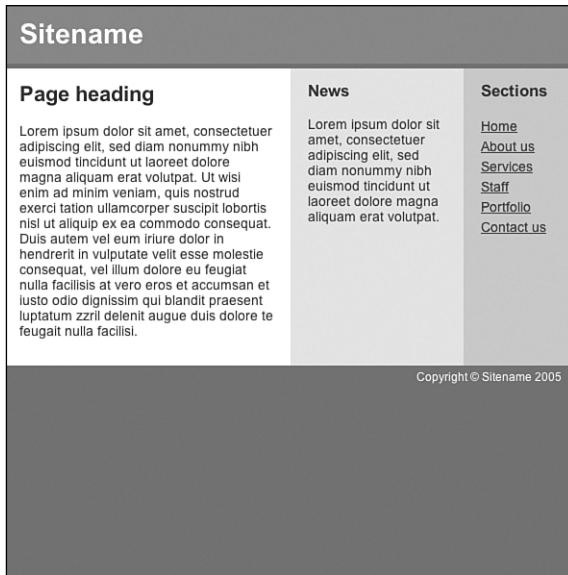 Sitename
Page heading
Lorem ipsum dolor sit amet, consectetuer
adipiscing elit, sed diam nonummy nibh
euismod tincidunt ut laoreet dolore
magna aliquam erat volutpat. Ut wisi
enim ad minim veniam, quis nostrud
exerci tation ullamcorper suscipit lobortis
nisl ut aliquip ex ea commodo consequat.
Duis autem vel eum iriure dolor in
hendrerit in vulputate velit esse molestie
consequat, vel illum dolore eu feugiat
nulla facilisis at vero eros et accumsan et
iusto odio dignissim qui blandit praesent
luptatum zzril delenit augue duis dolore te
feugait nulla facilisi.
News
Lorem ipsum dolor sit
amet, consectetuer
adipiscing elit, sed
diam nonummy nibh
euismod tincidunt ut
laoreet dolore magna
aliquam erat volutpat.
Sections
Home
About us
Services
Staff
Portfolio
Contact us
Copyright © Sitename 2005